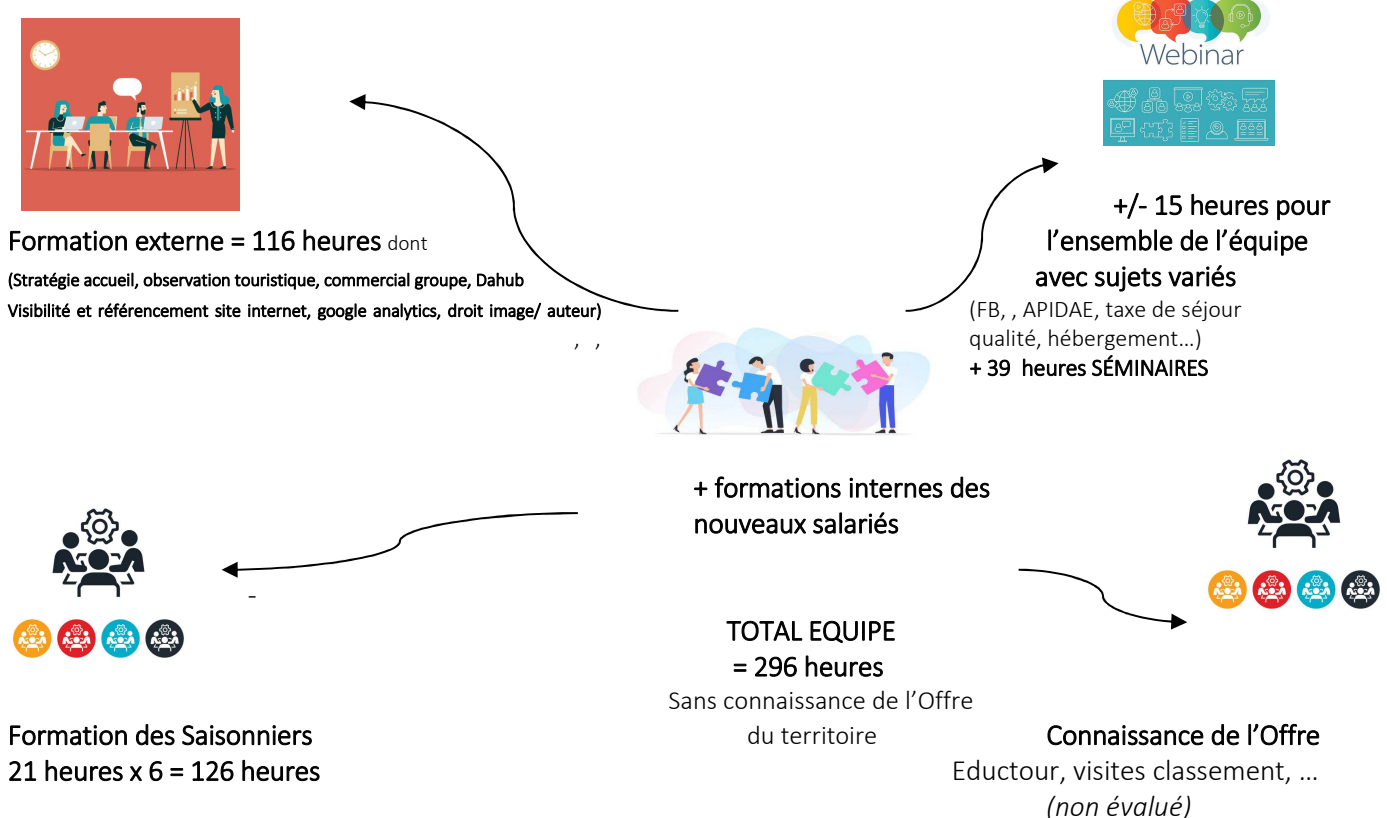 Webinar
Formation externe = 116 heures dont
(Stratégie accueil, observation touristique, commercial groupe, Dahub
Visibilité et référencement site internet, google analytics, droit image/ auteur)
, ,
+/- 15 heures pour
l’ensemble de l’équipe
avec sujets variés
(FB, , APIDAE, taxe de séjour
qualité, hébergement…)
+ 39 heures SÉMINAIRES
+ formations internes des
nouveaux salariés
-
TOTAL EQUIPE
= 296 heures
Sans connaissance de l’Offre
du territoire
Formation des Saisonniers
21 heures x 6 = 126 heures
Connaissance de l’Offre
Eductour, visites classement, …
(non évalué)